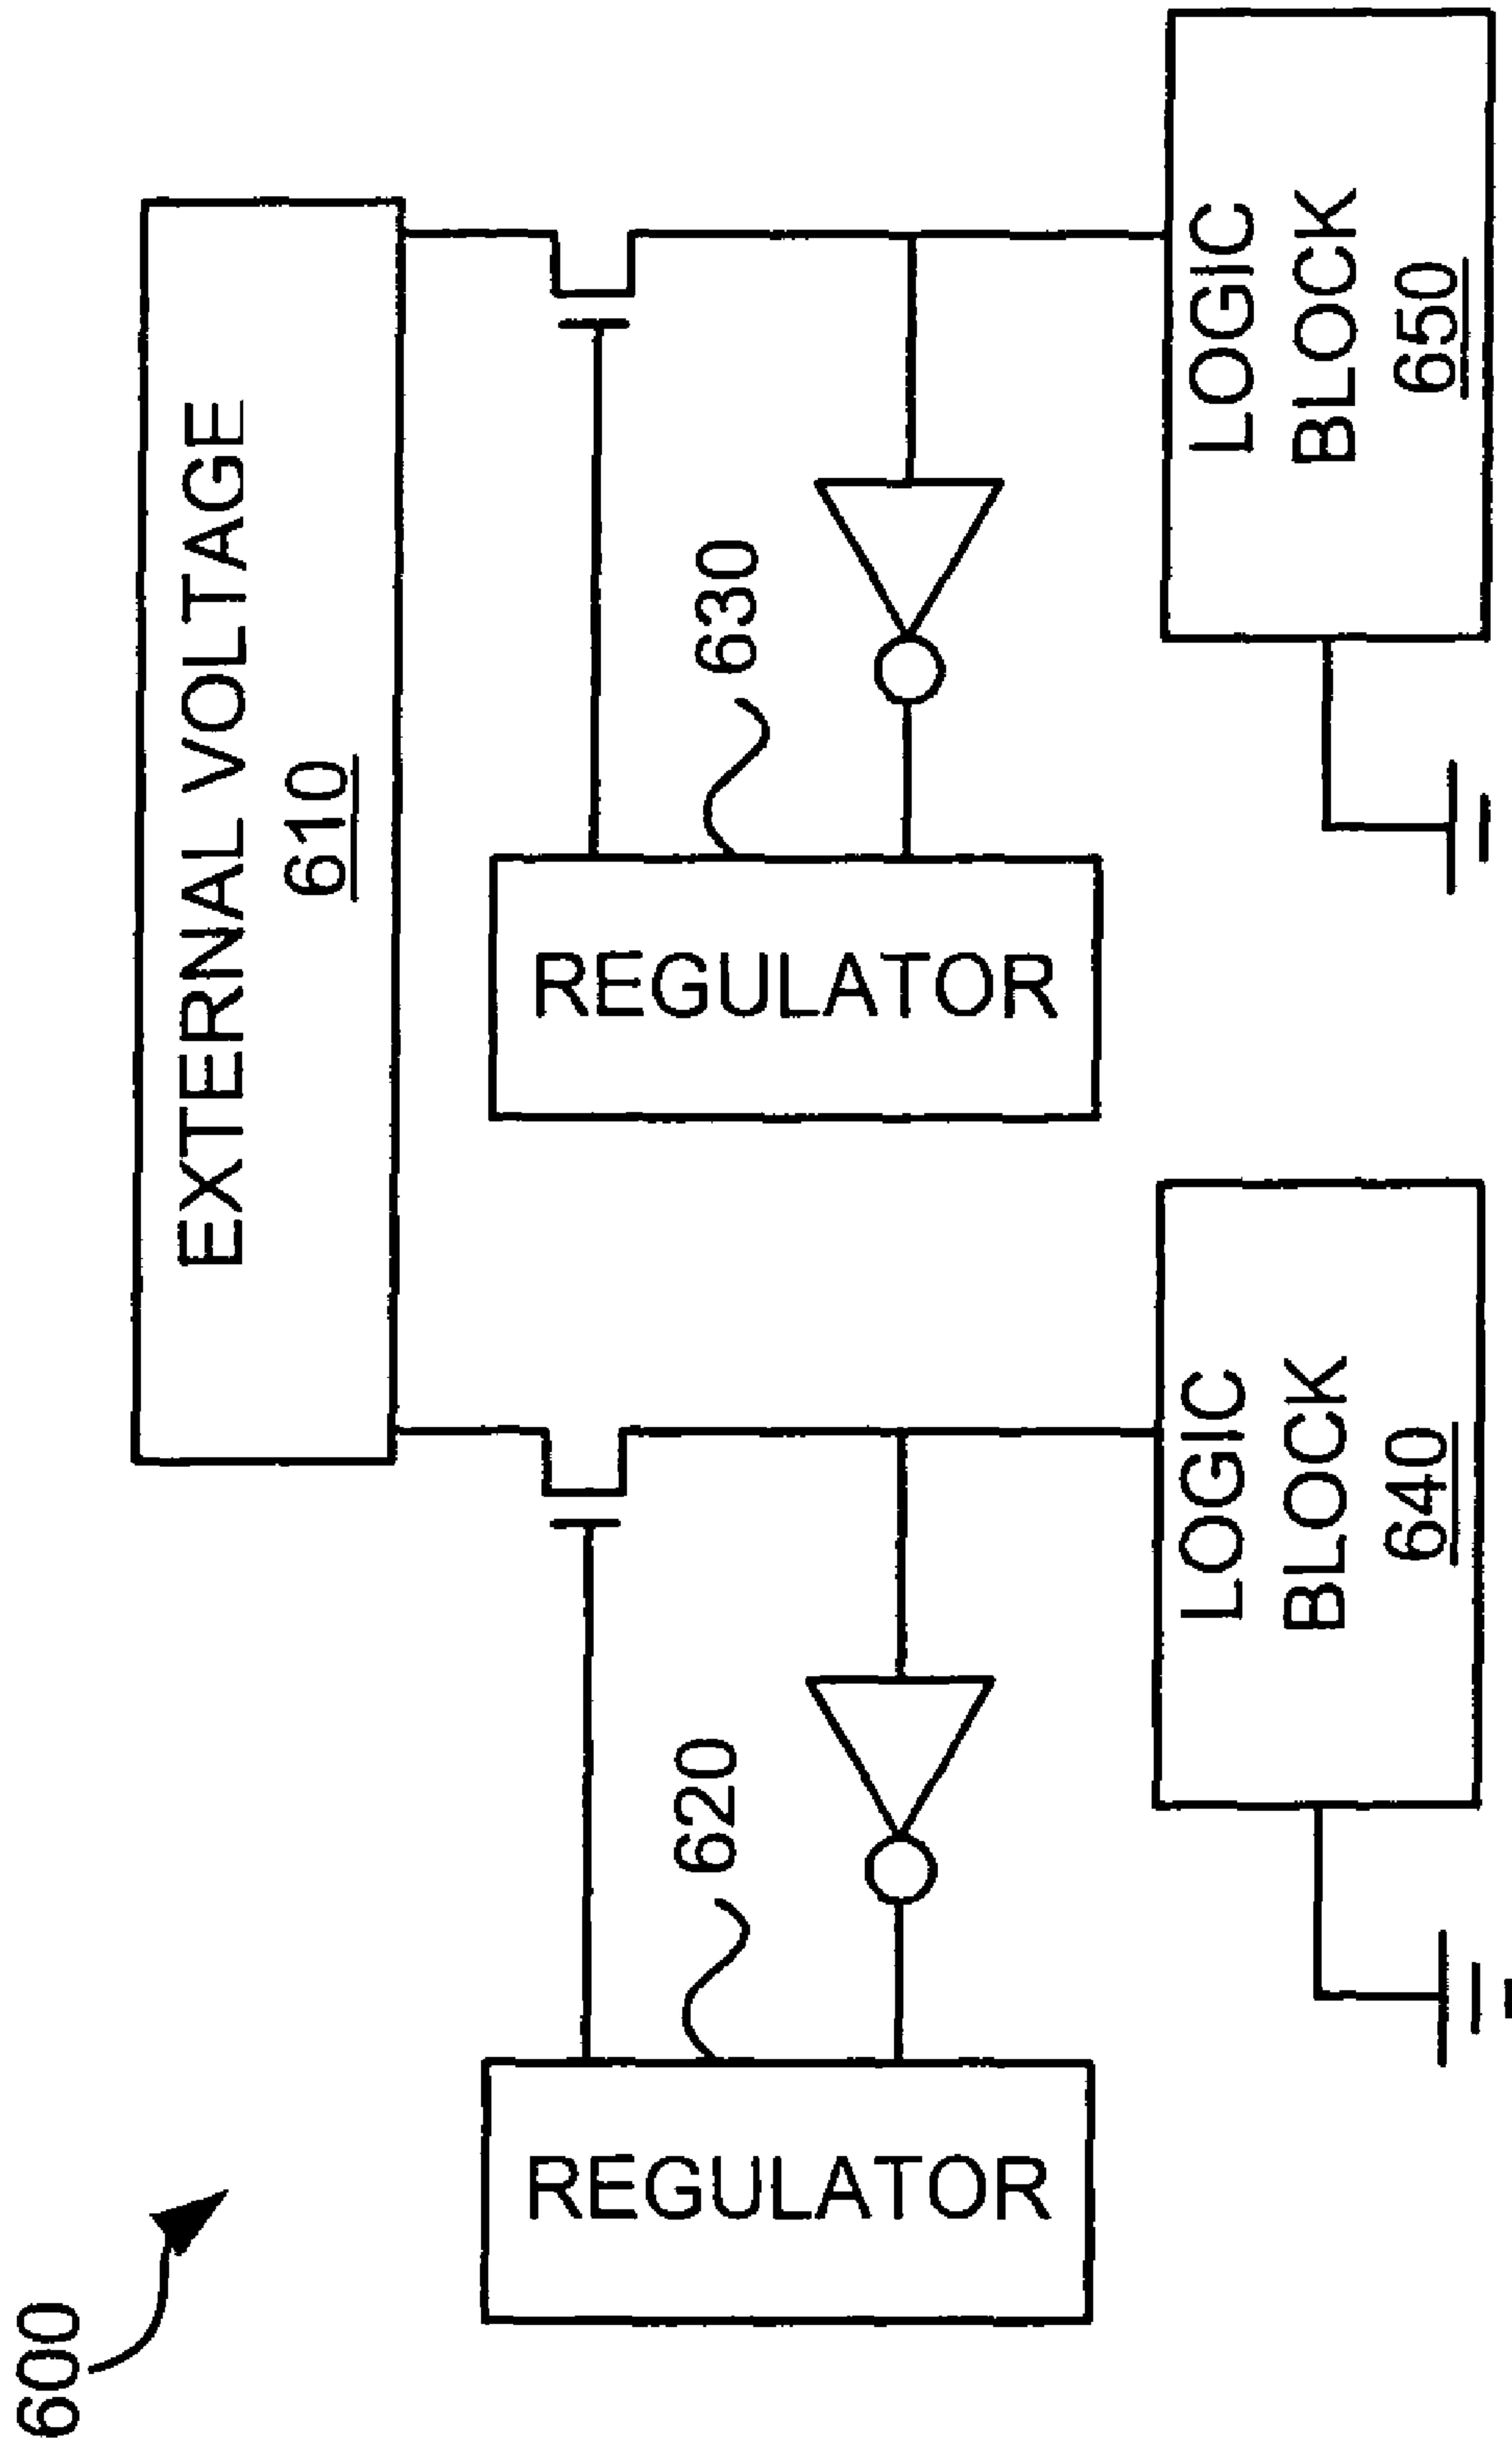 600
EXTERNAL VOLTAGE
610
REGULATOR
620
REGULATOR
630
LOGIC
BLOCK
640
LOGIC
BLOCK
650